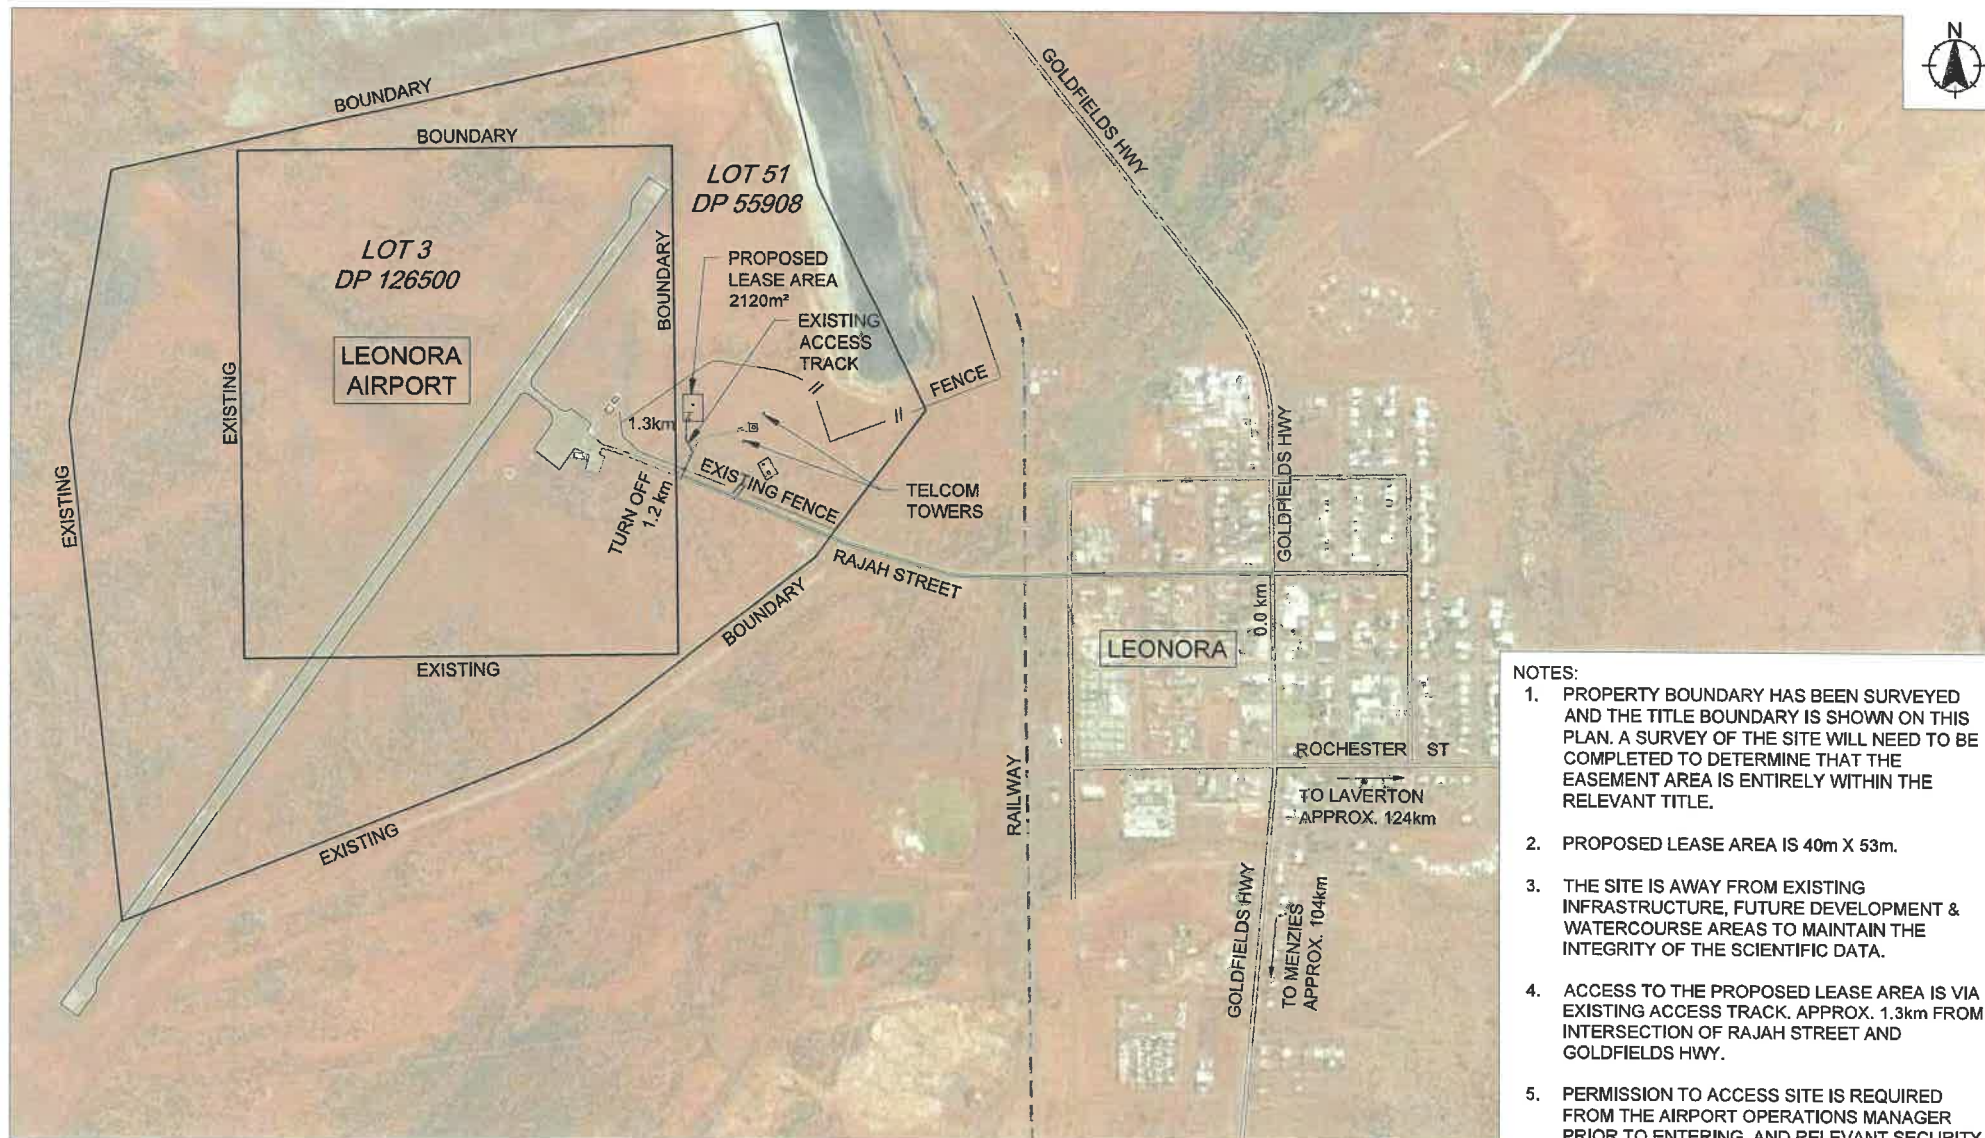 N
GOLDFIELDS HWY
BOUNDARY
BOUNDARY
LOT 51
DP 55908
LOT 3
DP 126500
BOUNDARY
PROPOSED
LEASE AREA
2120m²
EXISTING
ACCESS
TRACK
LEONORA
AIRPORT
EXISTING
FENCE
1.3km
EXISTING
EXISTING FENCE
TURN OFF
1.2 km
TELCOM
TOWERS
GOLDFIELDS HWY
RAJAH STREET
BOUNDARY
0.0 km
LEONORA
EXISTING
EXISTING
RAILWAY
ROCHESTER ST
TO LAVERTON
APPROX. 124km
GOLDFIELDS HWY
TO MENZIES
APPROX. 104km
NOTES:
1. PROPERTY BOUNDARY HAS BEEN SURVEYED
AND THE TITLE BOUNDARY IS SHOWN ON THIS
PLAN. A SURVEY OF THE SITE WILL NEED TO BE
COMPLETED TO DETERMINE THAT THE
EASEMENT AREA IS ENTIRELY WITHIN THE
RELEVANT TITLE.
2. PROPOSED LEASE AREA IS 40m X 53m.
3. THE SITE IS AWAY FROM EXISTING
INFRASTRUCTURE, FUTURE DEVELOPMENT &
WATERCOURSE AREAS TO MAINTAIN THE
INTEGRITY OF THE SCIENTIFIC DATA.
4. ACCESS TO THE PROPOSED LEASE AREA IS VIA
EXISTING ACCESS TRACK. APPROX. 1.3km FROM
INTERSECTION OF RAJAH STREET AND
GOLDFIELDS HWY.
5. PERMISSION TO ACCESS SITE IS REQUIRED
FROM THE AIRPORT OPERATIONS MANAGER
PRIOR TO ENTERING, AND RELEVANT SECURITY